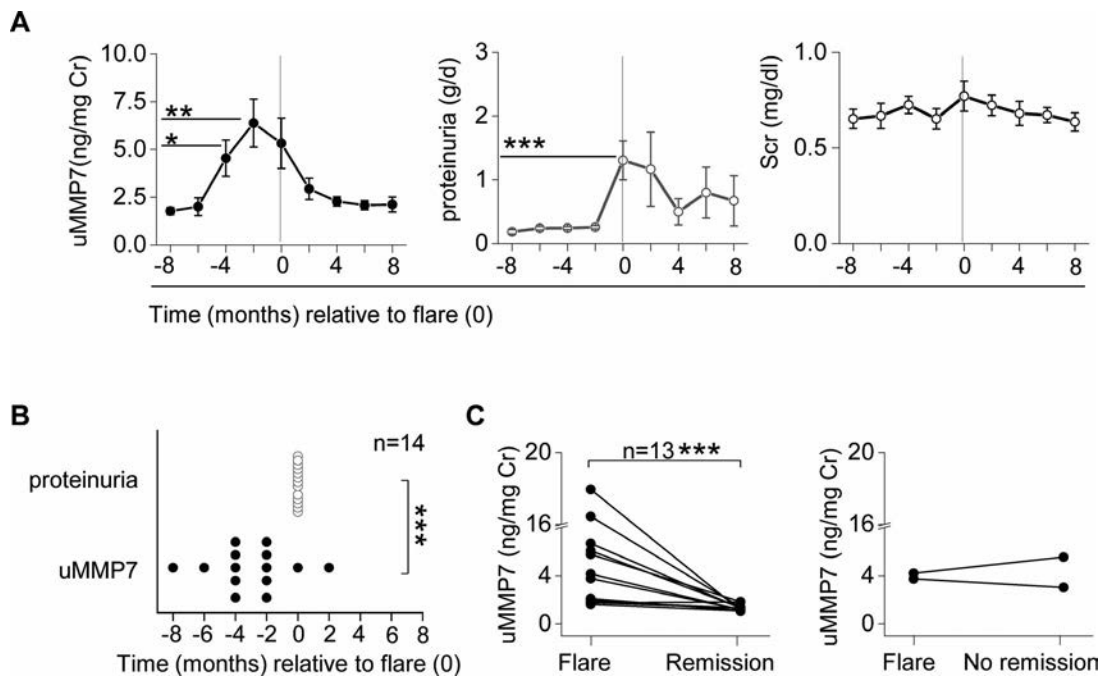 A
uMMP7(ng/mg Cr)
10.0
7.5
5.0
2.5
0.0
**
*
-8 -4 0 4 8
proteinuria (g/d)
3
2
1
0
***
-8 -4 0 4 8
Scr (mg/dl)
1.0
0.5
0.0
-8 -4 0 4 8
Time (months) relative to flare (0)
B
n=14
proteinuria
***
uMMP7
-8 -6 -4 -2 0 2 4 6 8
Time (months) relative to flare (0)
C
uMMP7 (ng/mg Cr)
20
n=13 ***
16
4
0
Flare Remission
uMMP7 (ng/mg Cr)
20
16
4
0
Flare No remission